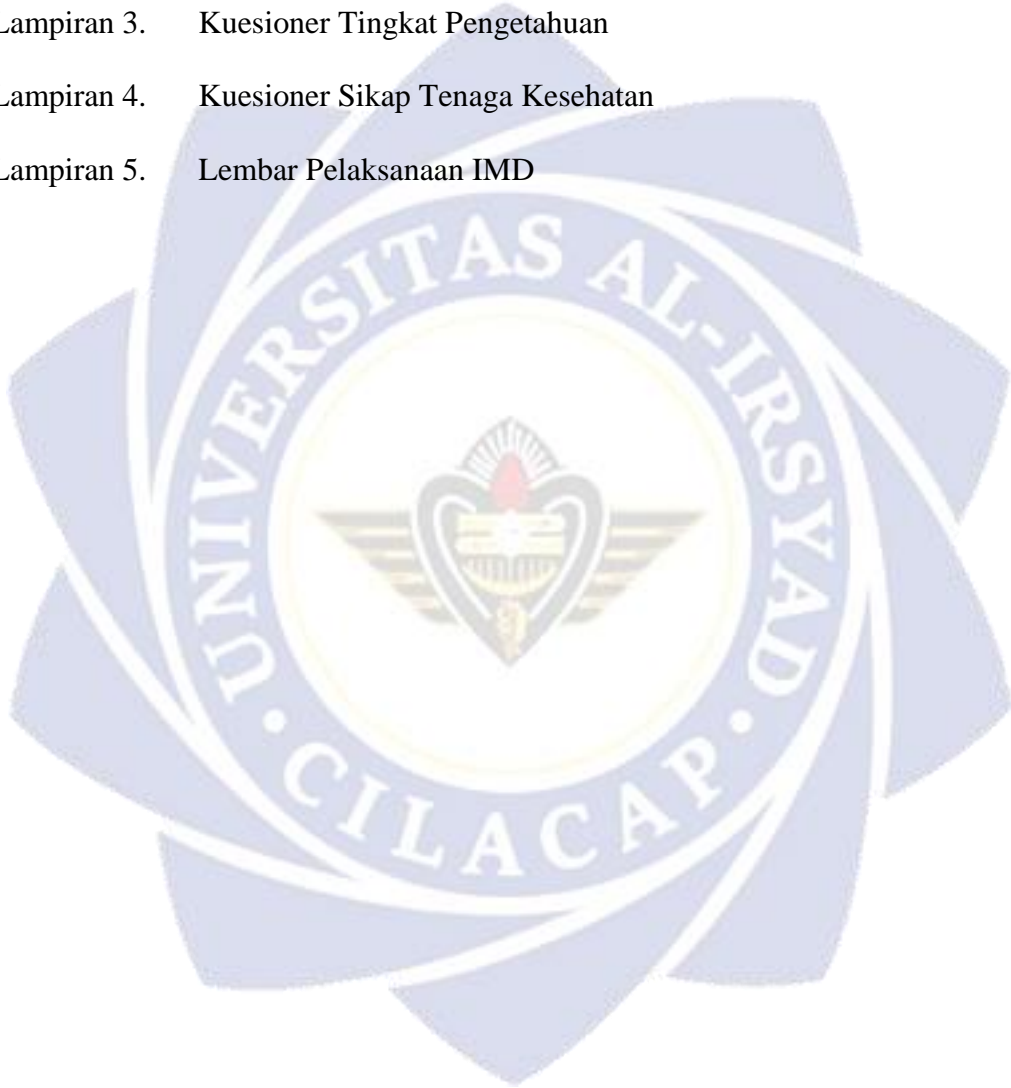 Lampiran 3. Kuesioner Tingkat Pengetahuan
Lampiran 4. Kuesioner Sikap Tenaga Kesehatan
Lampiran 5. Lembar Pelaksanaan IMD
UNIVERSITAS AL-IRSYAD
CILACAP